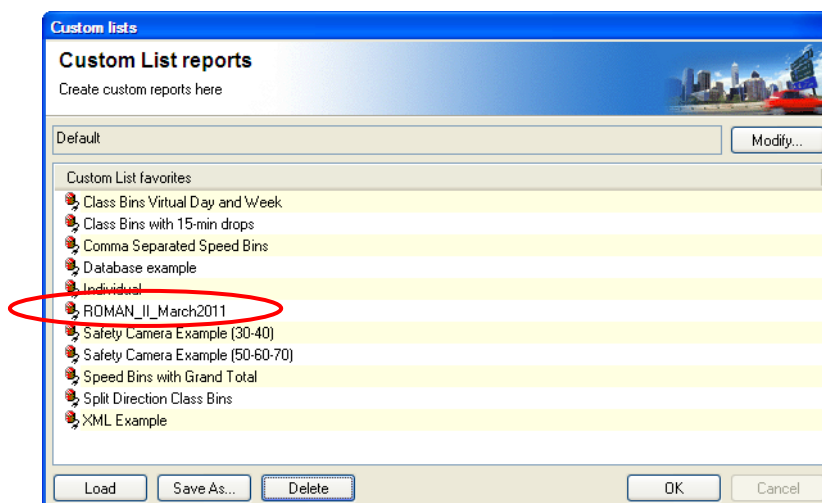 Custom lists
Custom List reports
Create custom reports here
Default
Modify...
Custom List favorites
Class Bins Virtual Day and Week
Class Bins with 15-min drops
Comma Separated Speed Bins
Database example
Individual
ROMAN_II_March2011
Safety Camera Example (30-40)
Safety Camera Example (50-60-70)
Speed Bins with Grand Total
Split Direction Class Bins
XML Example
Load Save As... Delete OK Cancel